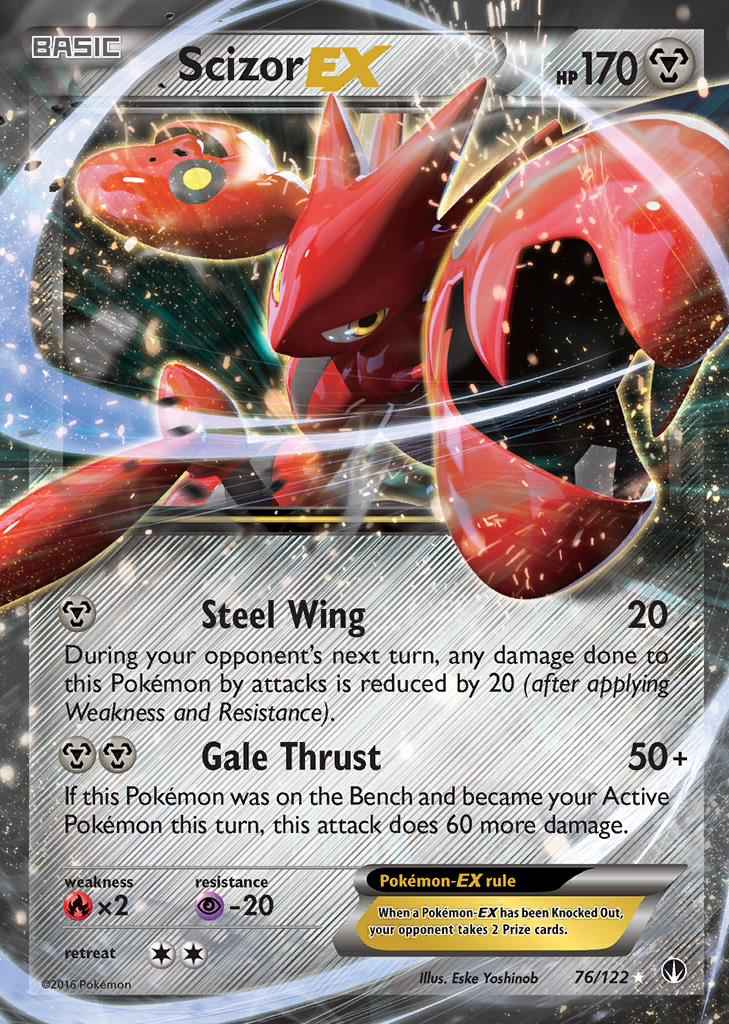 BASIC
Scizor EX
HP 170
Steel Wing 20
During your opponent's next turn, any damage done to
this Pokémon by attacks is reduced by 20 (after applying
Weakness and Resistance).
Gale Thrust 50+
If this Pokémon was on the Bench and became your Active
Pokémon this turn, this attack does 60 more damage.
weakness resistance
×2 -20
Pokémon-EX rule
When a Pokémon-EX has been Knocked Out,
your opponent takes 2 Prize cards.
retreat
©2016 Pokémon
Illus. Eske Yoshinob
76/122